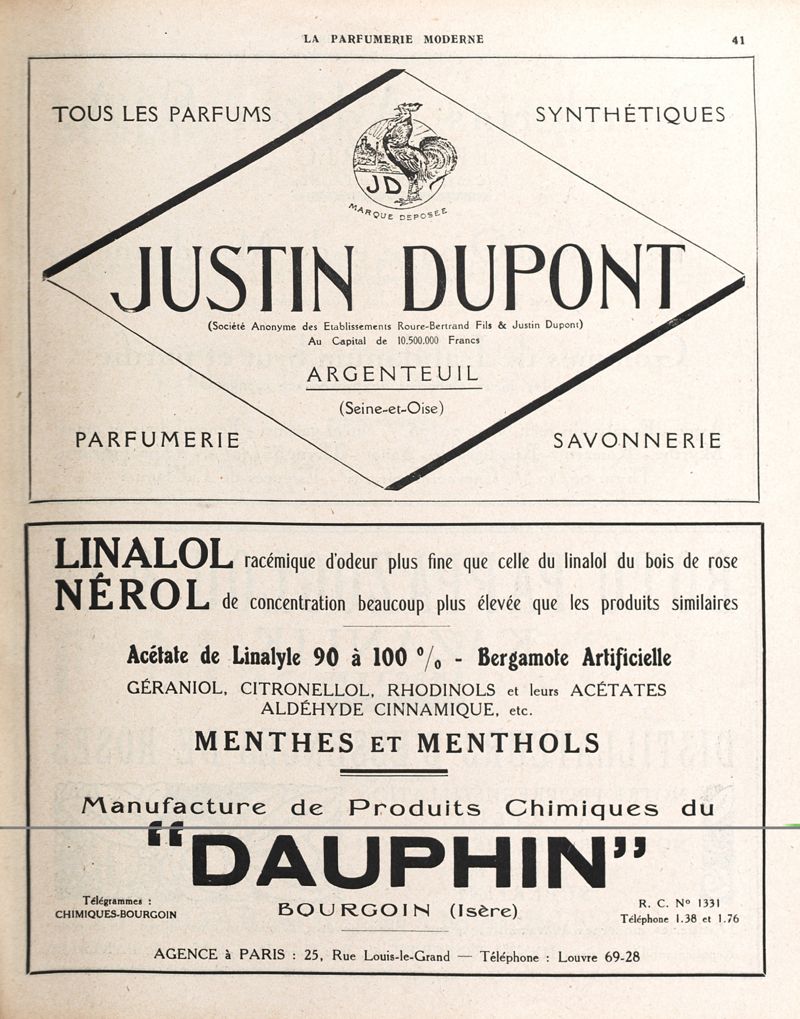 LA PARFUMERIE MODERNE 41
TOUS LES PARFUMS SYNTHÉTIQUES
JD
MARQUE DEPOSÉE
JUSTIN DUPONT
(Société Anonyme des Etablissements Roure-Bertrand Fils & Justin Dupont)
Au Capital de 10.500.000 Francs
ARGENTEUIL
(Seine-et-Oise)
PARFUMERIE SAVONNERIE
LINALOL racémique d'odeur plus fine que celle du linalol du bois de rose
NÉROL de concentration beaucoup plus élevée que les produits similaires
Acétate de Linalyle 90 à 100 % - Bergamote Artificielle
GÉRANIOL, CITRONELLOL, RHODINOLS et leurs ACÉTATES
ALDÉHYDE CINNAMIQUE, etc.
MENTHES ET MENTHOLS
Manufacture de Produits Chimiques du
“DAUPHIN”
Télégrammes :
CHIMIQUES-BOURGOIN
BOURGOIN (Isère)
R. C. Nº 1331
Téléphone 1.38 et 1.76
AGENCE à PARIS : 25, Rue Louis-le-Grand — Téléphone : Louvre 69-28